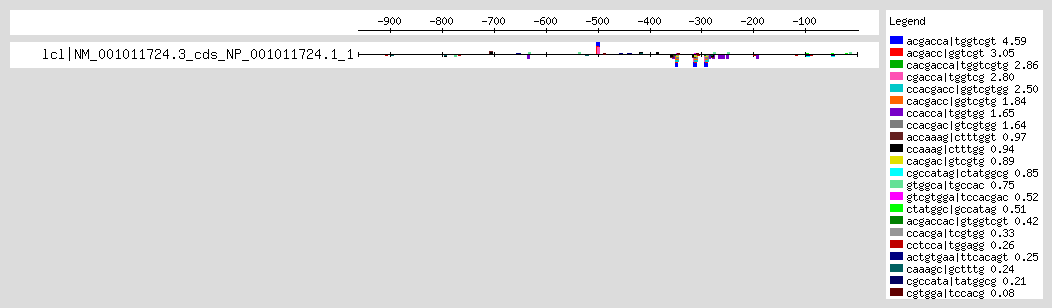 -900 -800 -700 -600 -500 -400 -300 -200 -100
lcl|NM_001011724.3_cds_NP_001011724.1_1
Legend
acgacca|tggtcgt 4.59
acgacc|ggtcgt 3.05
cacgacca|tggtcgtg 2.86
cgacca|tggtcg 2.80
ccacgacc|ggtcgtgg 2.50
cacgacc|ggtcgtg 1.84
ccacca|tggtgg 1.65
ccacgac|gtcgtgg 1.64
accaaag|ctttggt 0.97
ccaaag|ctttgg 0.94
cacgac|gtcgtg 0.89
cgccatag|ctatggcg 0.85
gtggca|tgccac 0.75
gtcgtgga|tccacgac 0.52
ctatggc|gccatag 0.51
acgaccac|gtggtcgt 0.42
ccacga|tcgtgg 0.33
cctcca|tggagg 0.26
actgtgaa|ttcacagt 0.25
caaagc|gctttg 0.24
cgccata|tatggcg 0.21
cgtgga|tccacg 0.08